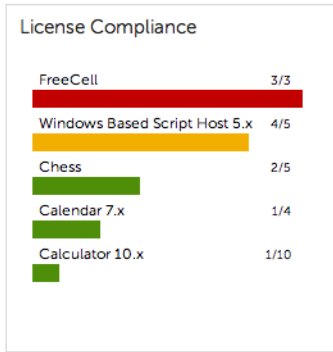 License Compliance
FreeCell 3/3
Windows Based Script Host 5.x 4/5
Chess 2/5
Calendar 7.x 1/4
Calculator 10.x 1/10